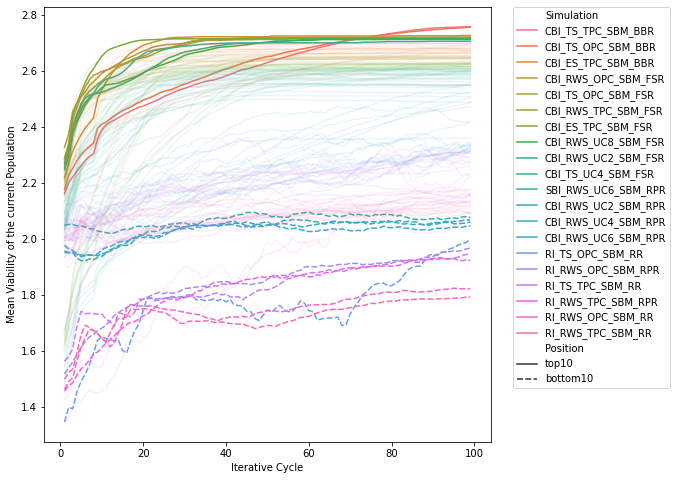 2.8
2.6
2.4
2.2
2.0
1.8
1.6
1.4
Mean Viability of the current Population
0 20 40 60 80 100
Iterative Cycle
Simulation
CBI_TS_TPC_SBM_BBR
CBI_TS_OPC_SBM_BBR
CBI_ES_TPC_SBM_BBR
CBI_RWS_OPC_SBM_FSR
CBI_TS_OPC_SBM_FSR
CBI_RWS_TPC_SBM_FSR
CBI_ES_TPC_SBM_FSR
CBI_RWS_UC8_SBM_FSR
CBI_RWS_UC2_SBM_FSR
CBI_TS_UC4_SBM_FSR
SBI_RWS_UC6_SBM_RPR
CBI_RWS_UC2_SBM_RPR
CBI_RWS_UC4_SBM_RPR
CBI_RWS_UC6_SBM_RPR
RI_TS_OPC_SBM_RR
RI_RWS_OPC_SBM_RPR
RI_TS_TPC_SBM_RR
RI_RWS_TPC_SBM_RPR
RI_RWS_OPC_SBM_RR
RI_RWS_TPC_SBM_RR
Position
top10
bottom10